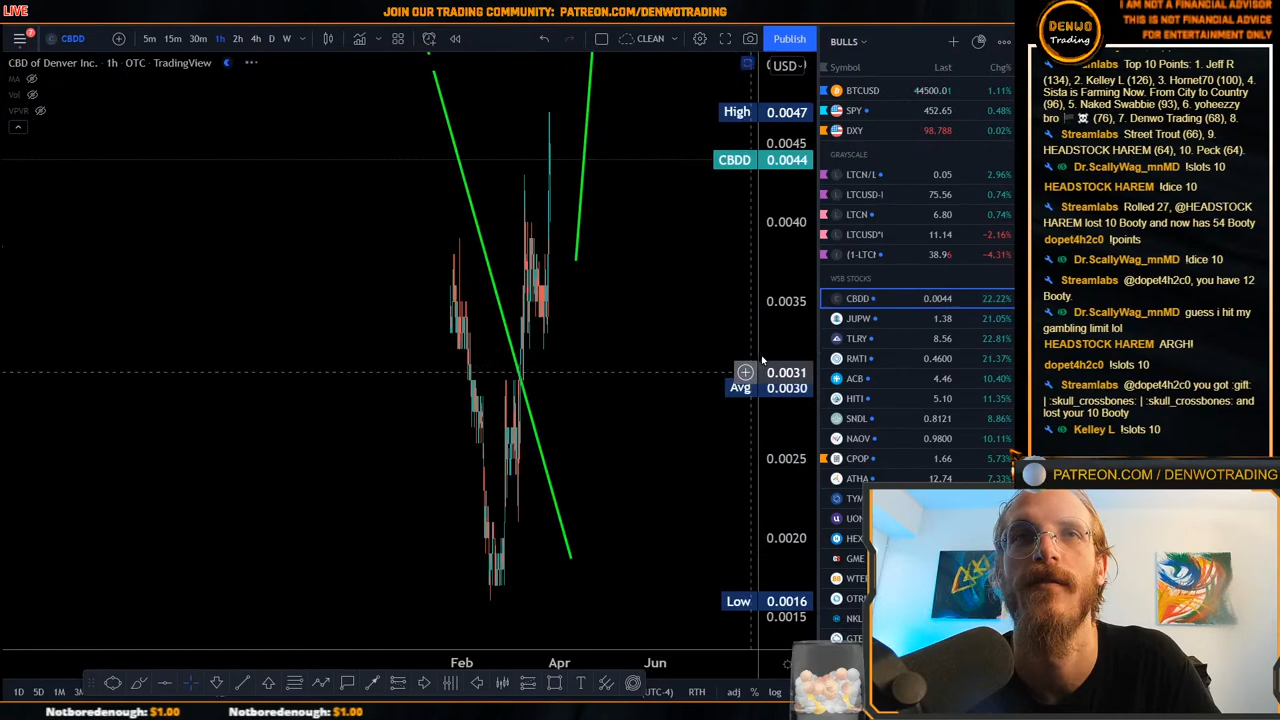 LIVE
JOIN OUR TRADING COMMUNITY: PATREON.COM/DENWOTRADING
7
CBDD
5m 15m 30m 1h 2h 4h D W
CLEAN
Publish
CBD of Denver Inc. · 1h · OTC · TradingView
MA
Vol
VPVR
USD
High 0.0047
0.0045
CBDD 0.0044
0.0040
0.0035
0.0031
Avg 0.0030
0.0025
0.0020
Low 0.0016
0.0015
Feb Apr Jun
1D 5D 1M 3M
(UTC-4) RTH adj % log
BULLS
Symbol Last Chg%
BTCUSD 44500.01 1.11%
SPY 452.65 0.48%
DXY 98.788 0.02%
GRAYSCALE
LTCN/L 0.05 2.96%
LTCUSD-I 75.56 0.74%
LTCN 6.80 0.74%
LTCUSD*( 11.14 −2.16%
(1-LTCN 38.96 −4.31%
WSB STOCKS
CBDD 0.0044 22.22%
JUPW 1.38 21.05%
TLRY 8.56 22.81%
RMTI 0.4600 21.37%
ACB 4.46 10.40%
HITI 5.10 11.35%
SNDL 0.8121 8.86%
NAOV 0.9800 10.11%
CPOP 1.66 5.73%
ATHA 12.74 7.33%
TYM
UON
HEX
GME
WTER
OTR
NKL
GTE
Denwo
Trading
I AM NOT A FINANCIAL ADVISOR
THIS IS NOT FINANCIAL ADVICE
FOR ENTERTAINMENT ONLY
Streamlabs Top 10 Points: 1. Jeff R
(134), 2. Kelley L (126), 3. Hornet70 (100), 4.
Sista is Farming Now. From City to Country
(96), 5. Naked Swabbie (93), 6. yoheezzy
bro (76), 7. Denwo Trading (68), 8.
Streamlabs Street Trout (66), 9.
HEADSTOCK HAREM (64), 10. Peck (64).
Dr.ScallyWag_mnMD !slots 10
HEADSTOCK HAREM !dice 10
Streamlabs Rolled 27, @HEADSTOCK
HAREM lost 10 Booty and now has 54 Booty
dopet4h2c0 !points
Dr.ScallyWag_mnMD !dice 10
Streamlabs @dopet4h2c0, you have 12
Booty.
Dr.ScallyWag_mnMD guess i hit my
gambling limit lol
HEADSTOCK HAREM ARGH!
dopet4h2c0 !slots 10
Streamlabs @dopet4h2c0 you got :gift:
| :skull_crossbones: | :skull_crossbones: and
lost your 10 Booty
Kelley L !slots 10
PATREON.COM / DENWOTRADING
Notboredenough: $1.00 Notboredenough: $1.00